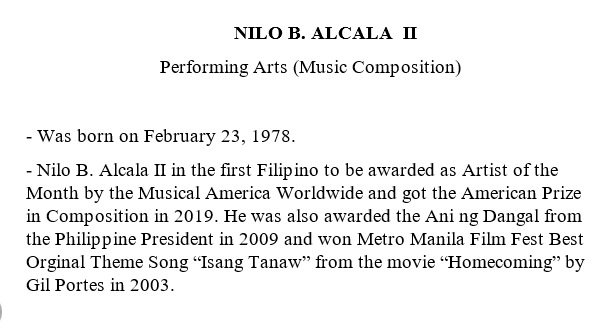 NILO B. ALCALA II
Performing Arts (Music Composition)
- Was born on February 23, 1978.
- Nilo B. Alcala II in the first Filipino to be awarded as Artist of the
Month by the Musical America Worldwide and got the American Prize
in Composition in 2019. He was also awarded the Ani ng Dangal from
the Philippine President in 2009 and won Metro Manila Film Fest Best
Orginal Theme Song “Isang Tanaw” from the movie “Homecoming” by
Gil Portes in 2003.